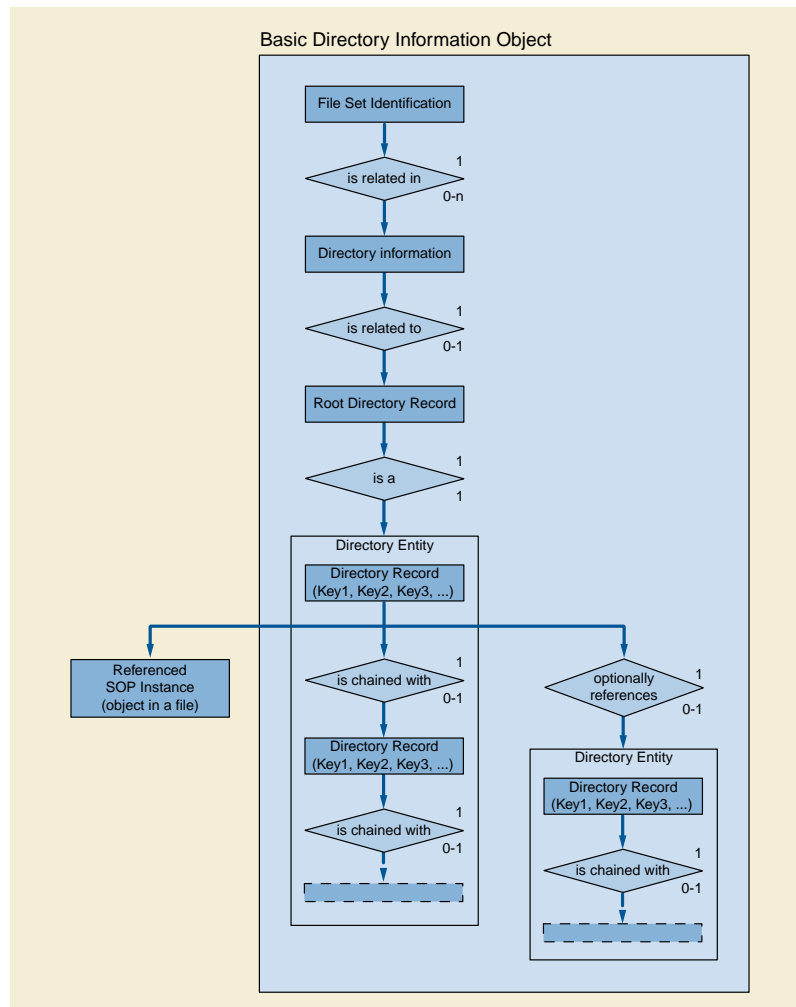 Basic Directory Information Object
File Set Identification
1
is related in
0-n
Directory information
1
is related to
0-1
Root Directory Record
1
is a
1
Directory Entity
Directory Record
(Key1, Key2, Key3, ...)
Referenced
SOP Instance
(object in a file)
1
is chained with
0-1
1
optionally
references
0-1
Directory Record
(Key1, Key2, Key3, ...)
1
is chained with
0-1
Directory Entity
Directory Record
(Key1, Key2, Key3, ...)
1
is chained with
0-1